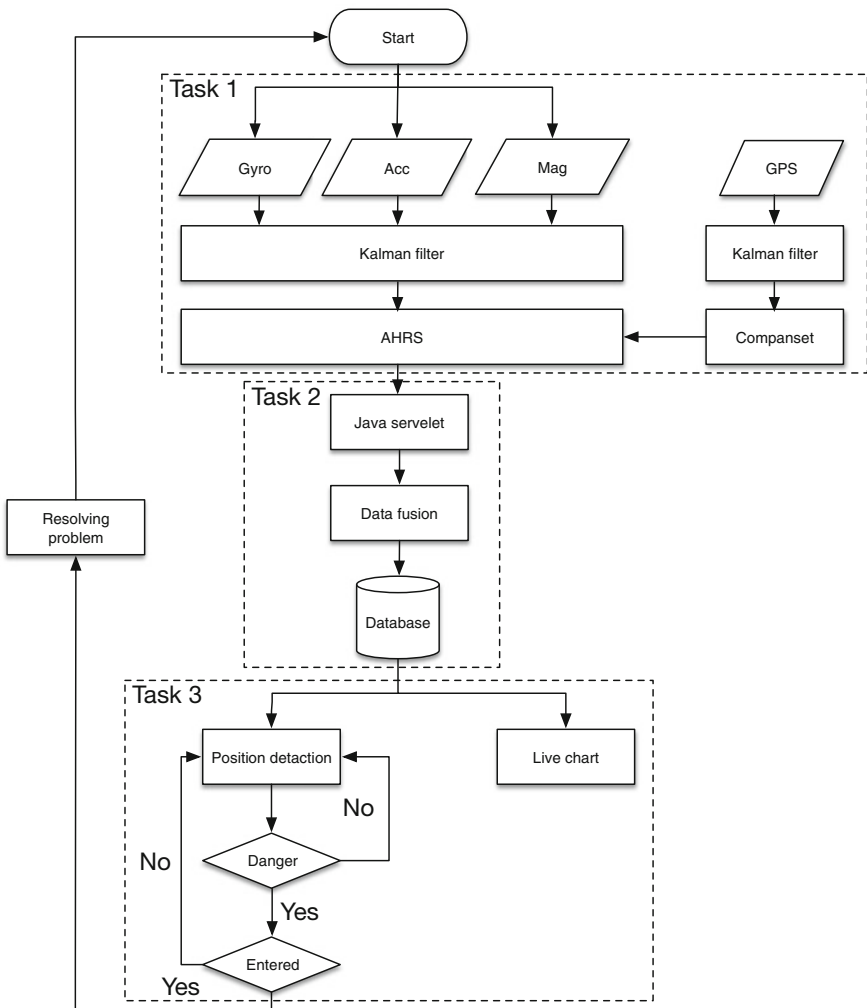 Start
Task 1
Gyro
Acc
Mag
GPS
Kalman filter
Kalman filter
AHRS
Companset
Task 2
Java servelet
Data fusion
Resolving
problem
Database
Task 3
Position detaction
Live chart
No
No
Danger
Yes
Entered
Yes